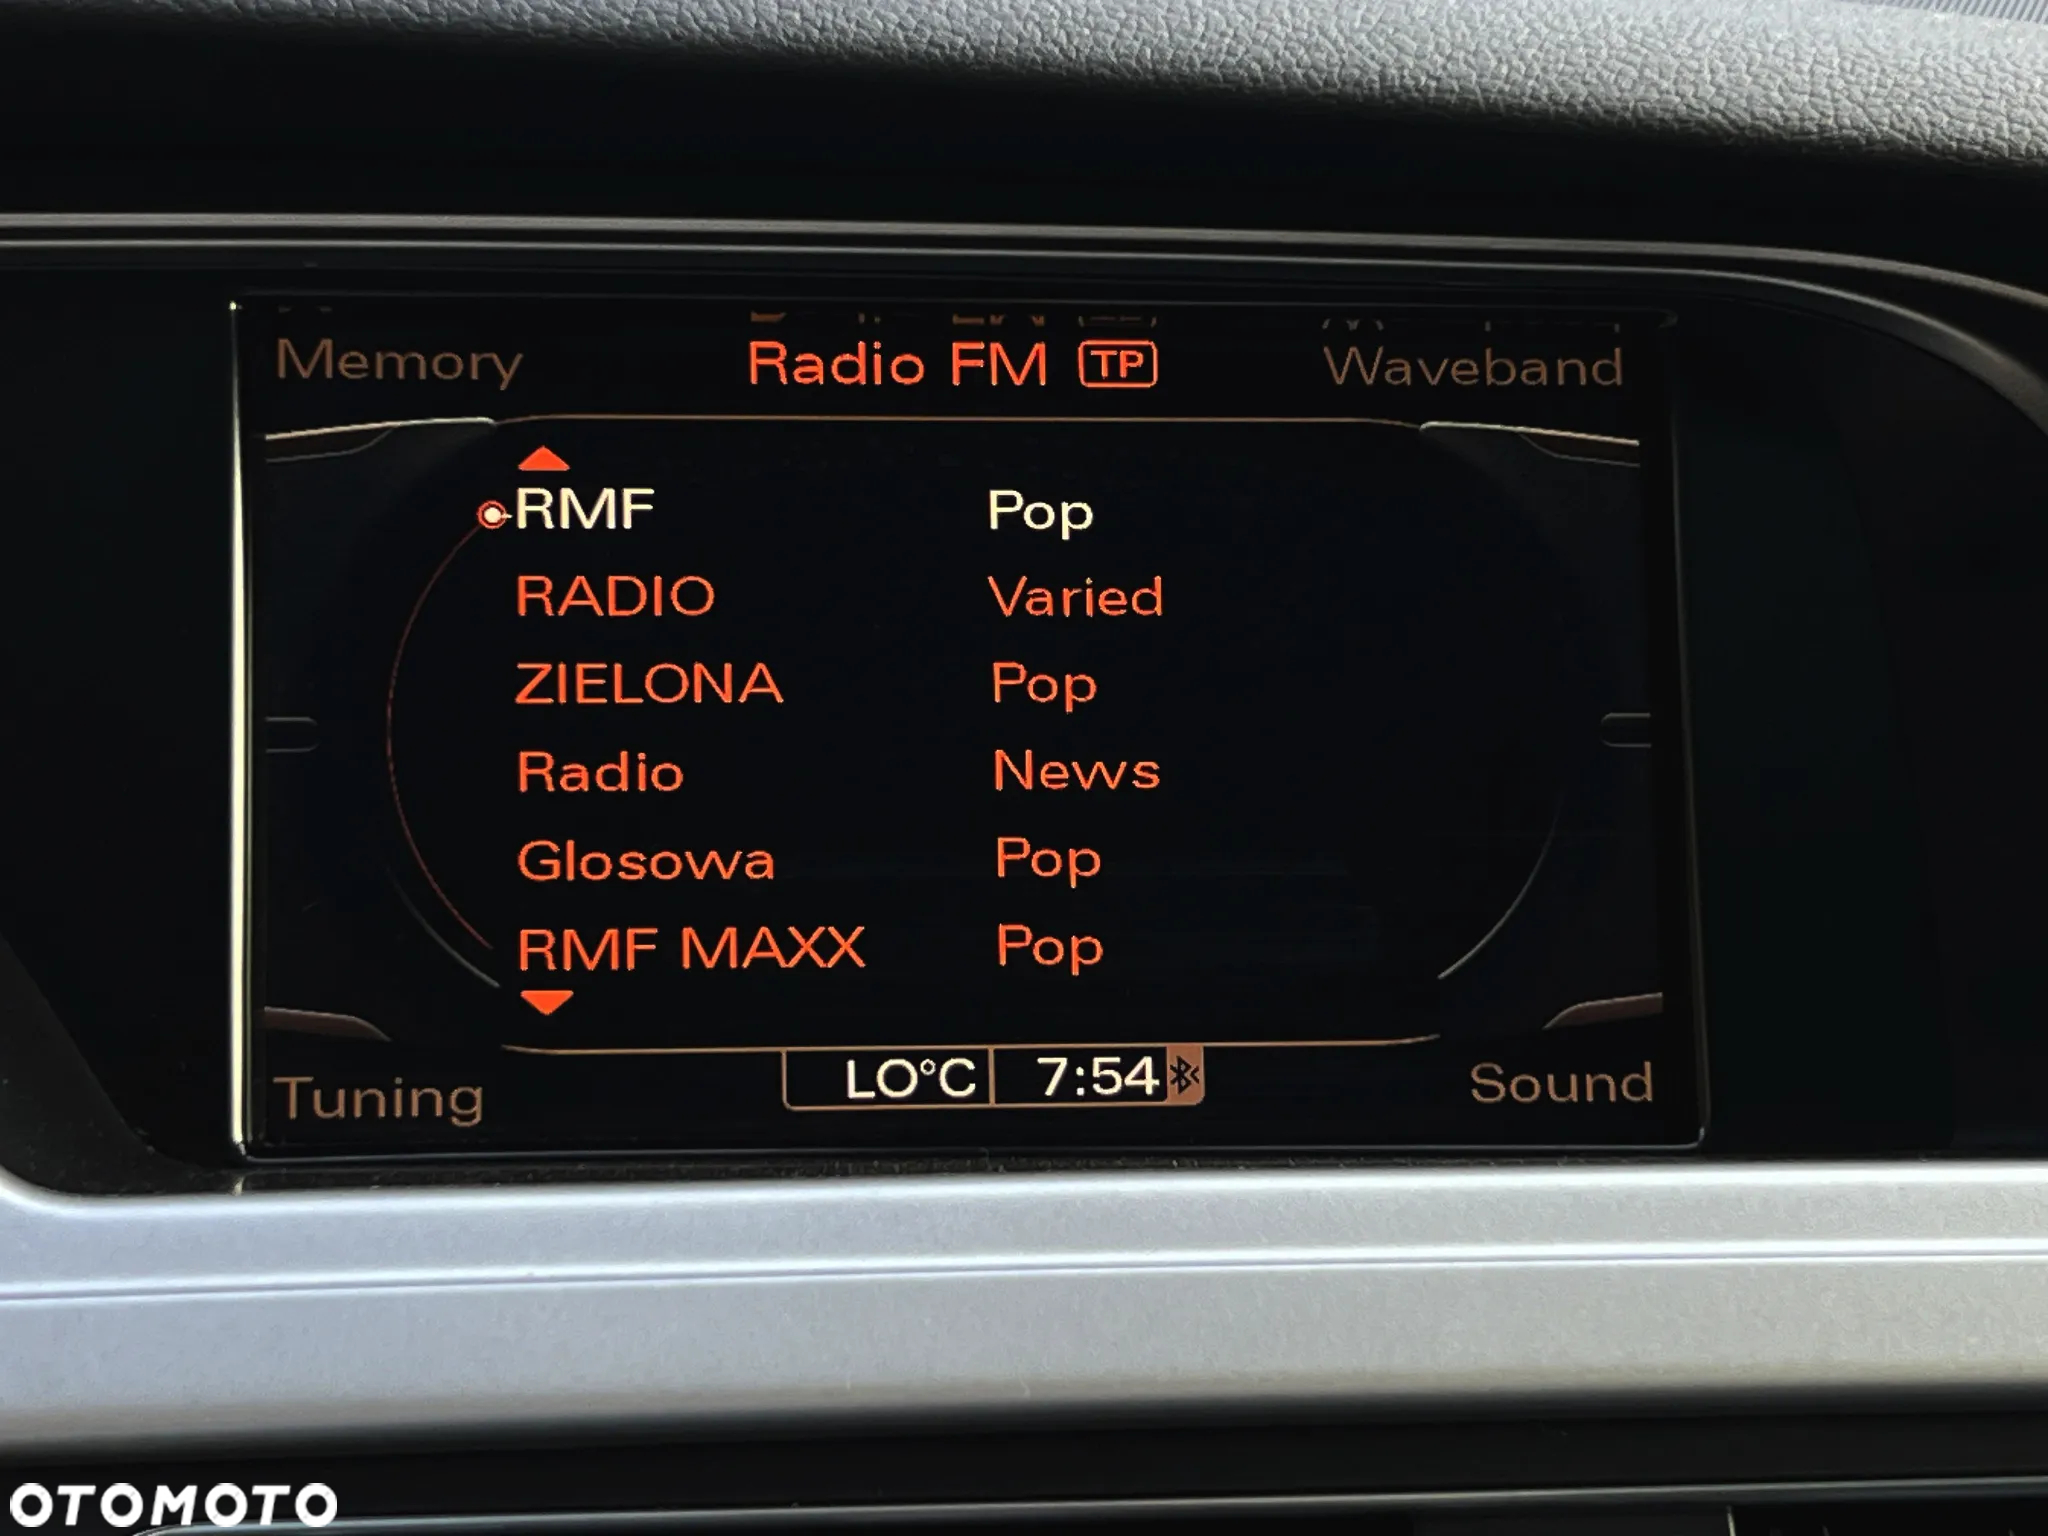 Memory Radio FM TP Waveband
RMF Pop
RADIO Varied
ZIELONA Pop
Radio News
Glosowa Pop
RMF MAXX Pop
Tuning LO°C 7:54 Sound
OTOMOTO